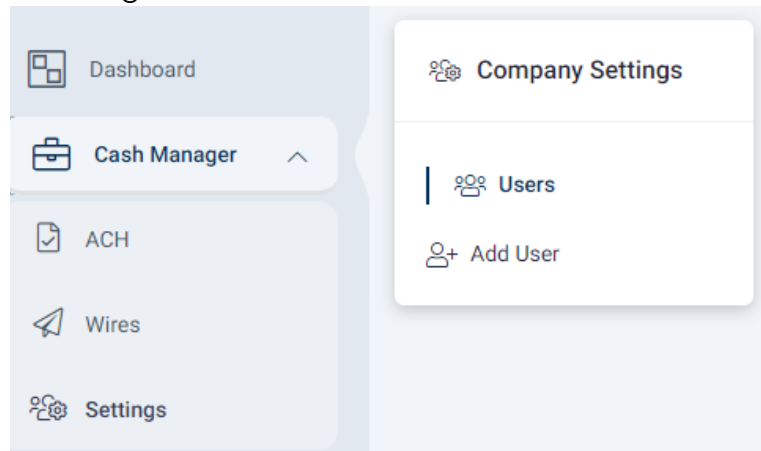 Dashboard
Cash Manager
ACH
Wires
Settings
Company Settings
Users
Add User